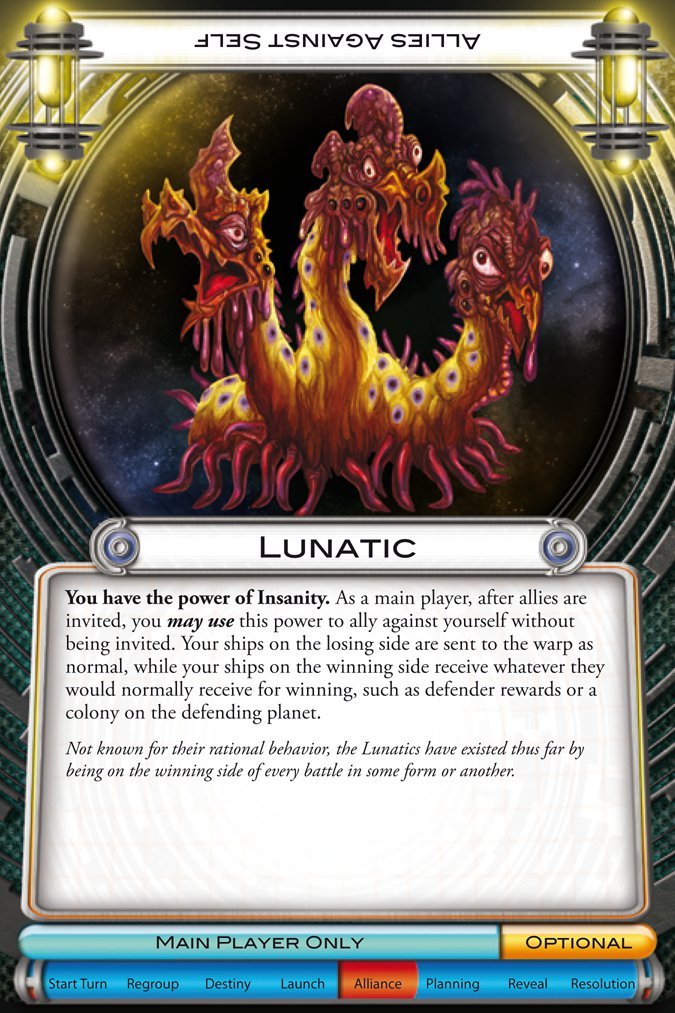 Allies Against Self
Lunatic
You have the power of Insanity. As a main player, after allies are
invited, you may use this power to ally against yourself without
being invited. Your ships on the losing side are sent to the warp as
normal, while your ships on the winning side receive whatever they
would normally receive for winning, such as defender rewards or a
colony on the defending planet.
Not known for their rational behavior, the Lunatics have existed thus far by
being on the winning side of every battle in some form or another.
Main Player Only Optional
Start Turn Regroup Destiny Launch Alliance Planning Reveal Resolution